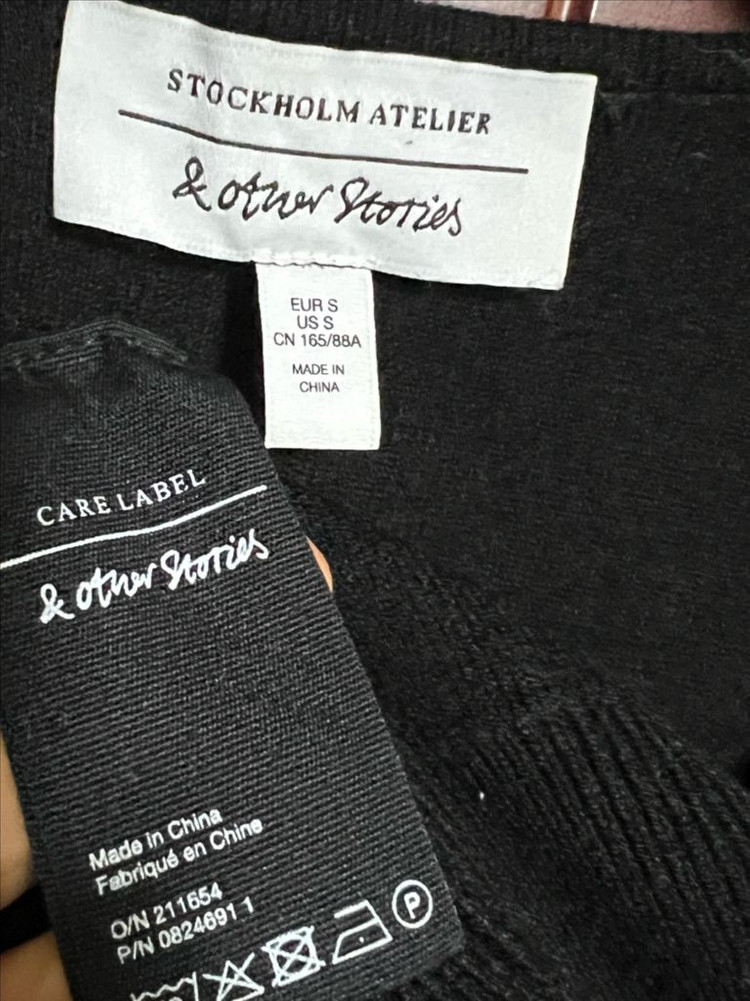 STOCKHOLM ATELIER
& other Stories
EUR S
US S
CN 165/88A
MADE IN
CHINA
CARE LABEL
& other Stories
Made in China
Fabriqué en Chine
O/N 211654
P/N 0824691 1
P